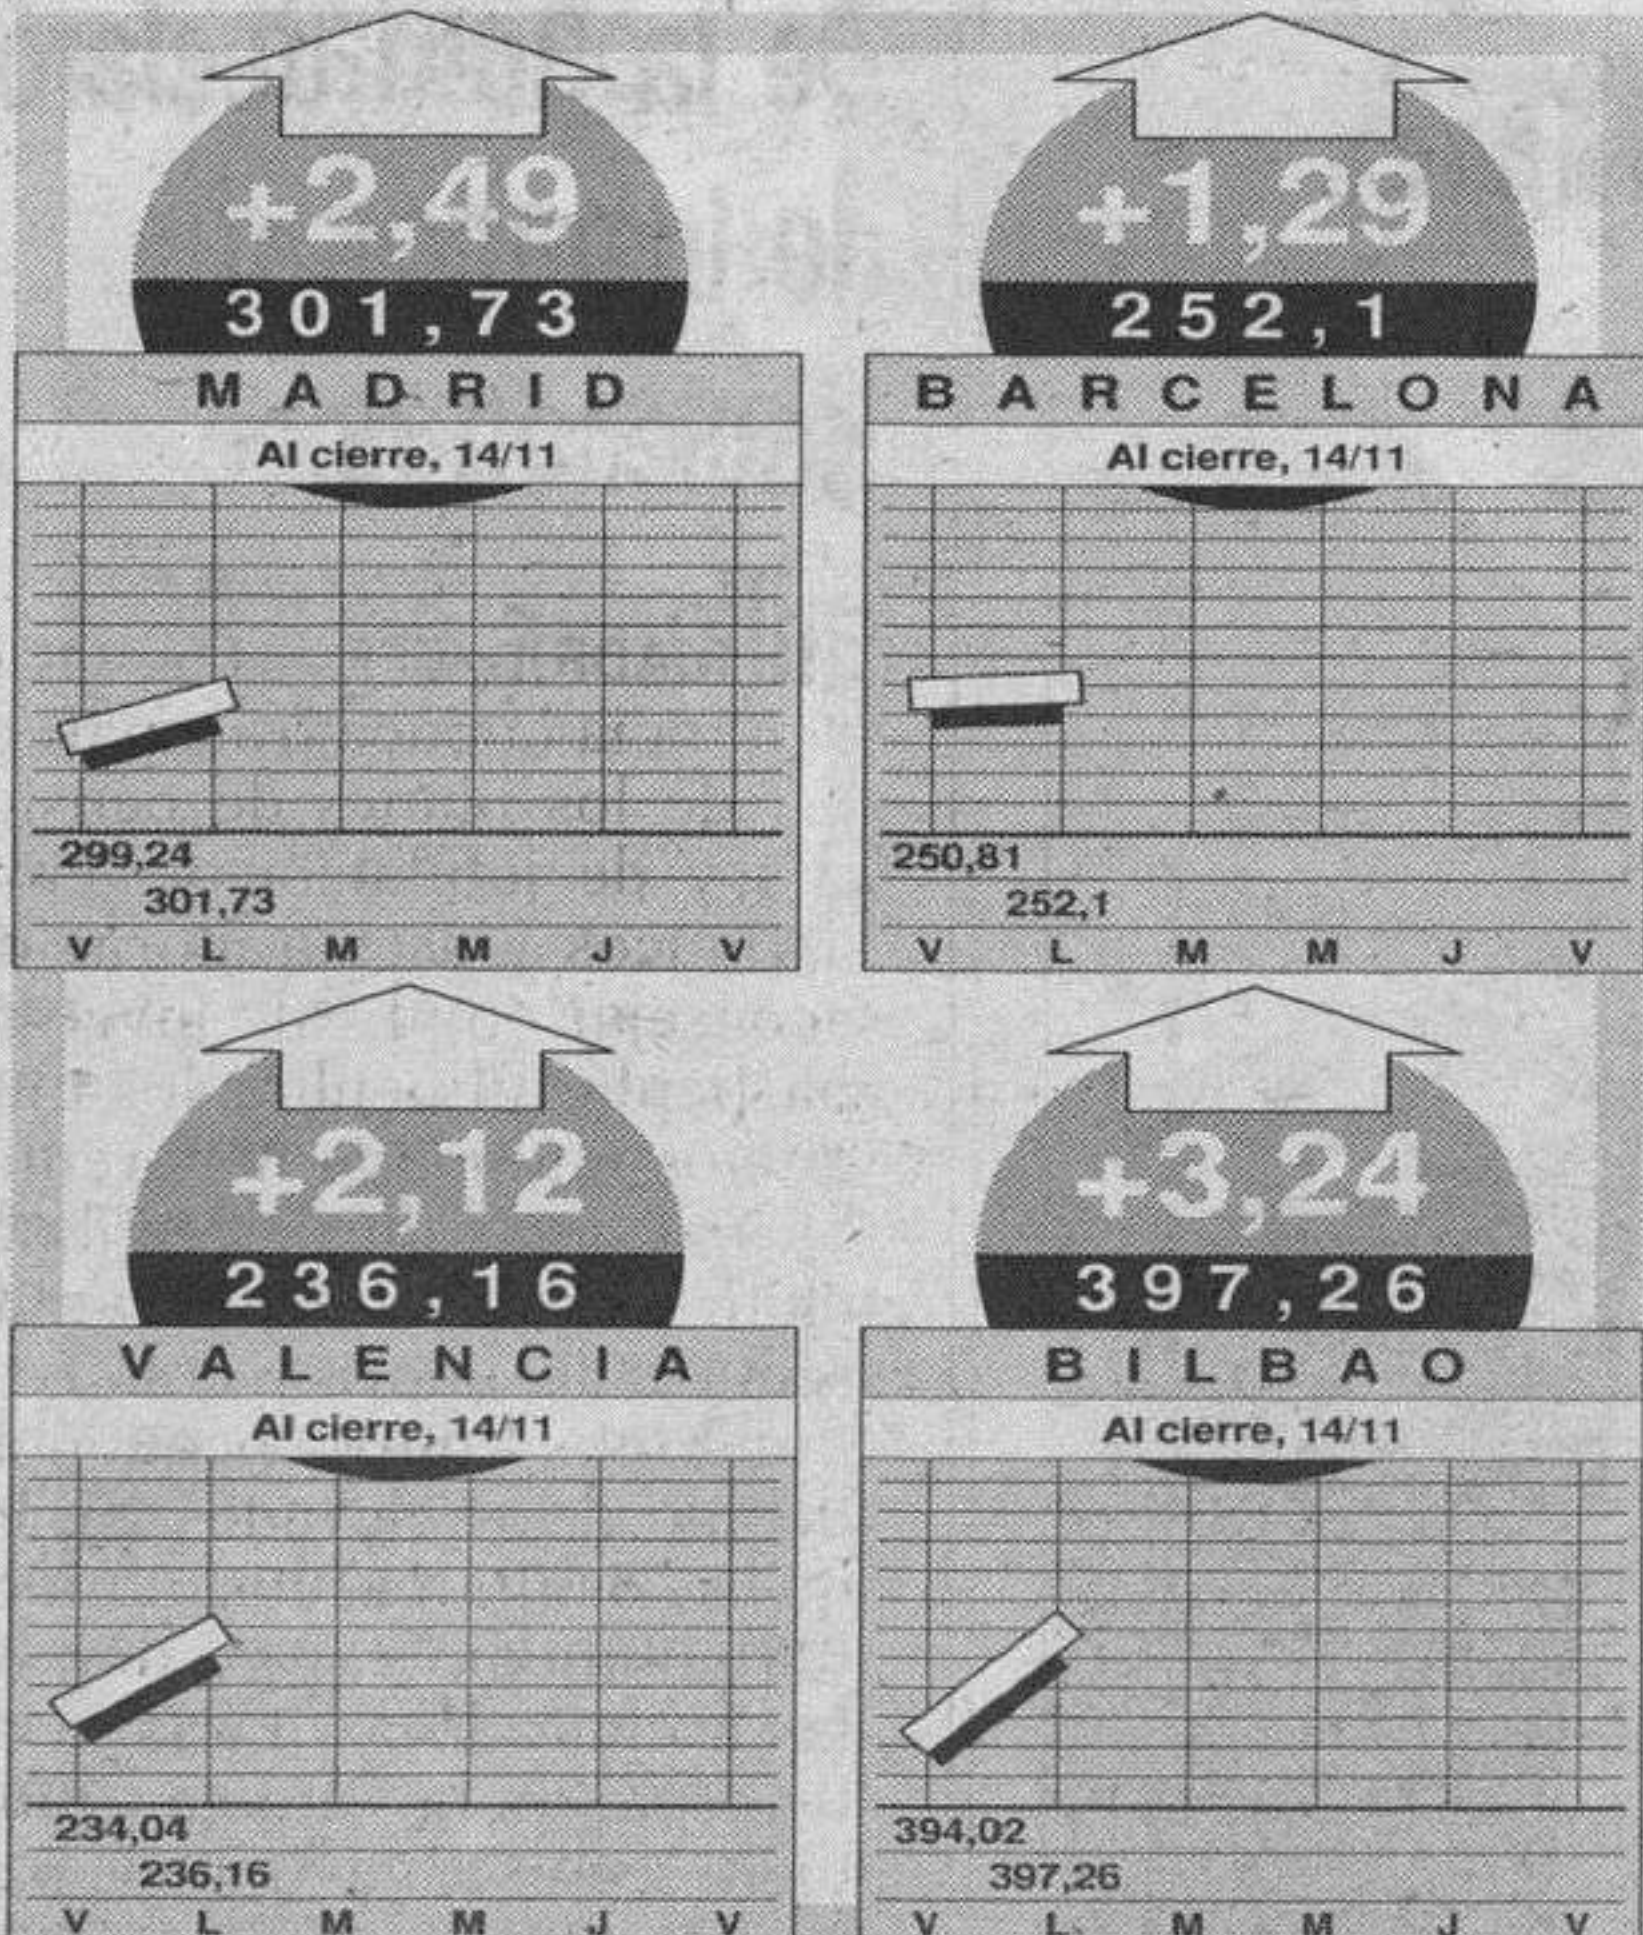 +2,49
301,73
MADRID
Al cierre, 14/11
299,24
301,73
V L M M J V
+1,29
252,1
BARCELONA
Al cierre, 14/11
250,81
252,1
V L M M J V
+2,12
236,16
VALENCIA
Al cierre, 14/11
234,04
236,16
V L M M J V
+3,24
397,26
BILBAO
Al cierre, 14/11
394,02
397,26
V L M M J V